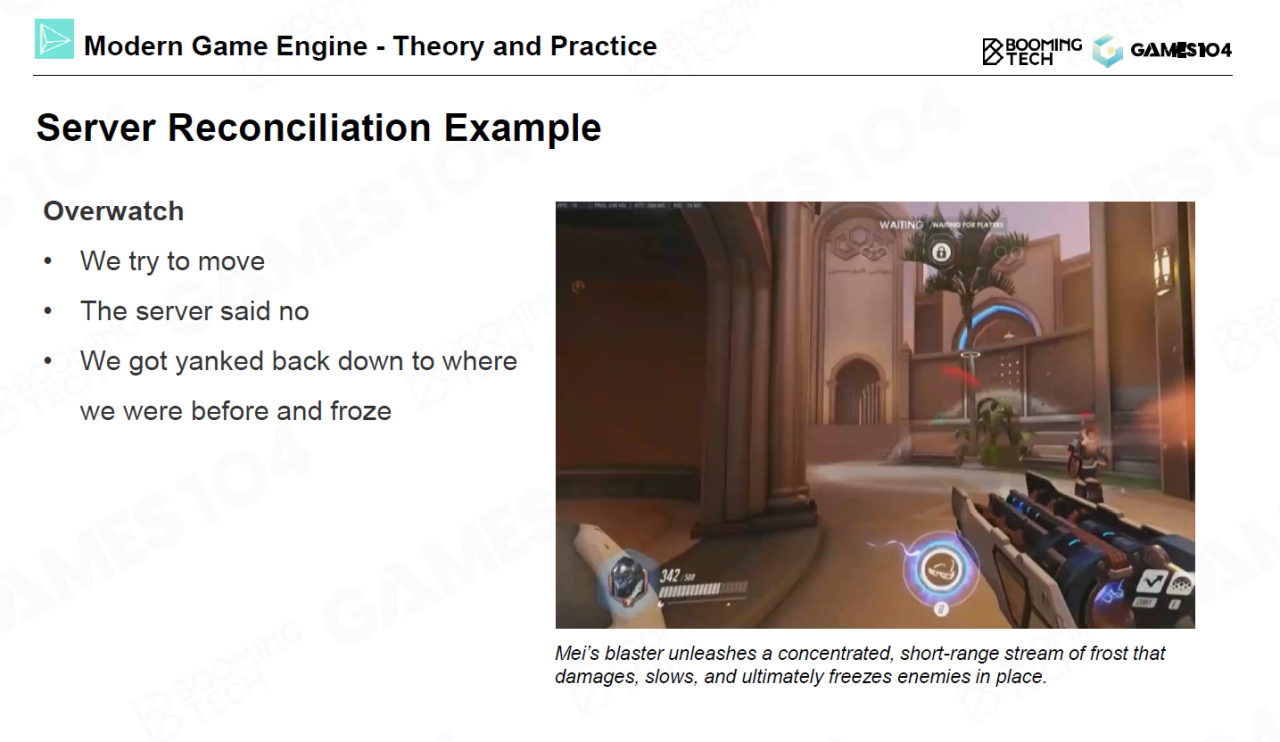 Modern Game Engine - Theory and Practice
BOOMING
TECH
GAMES104
Server Reconciliation Example
Overwatch
• We try to move
• The server said no
• We got yanked back down to where
we were before and froze
WAITING WAITING FOR PLAYERS
342/500
Mei's blaster unleashes a concentrated, short-range stream of frost that
damages, slows, and ultimately freezes enemies in place.